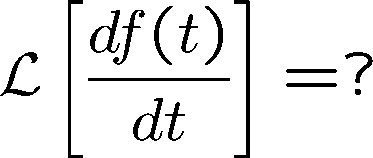 ℒ[df(t)/dt] = ?